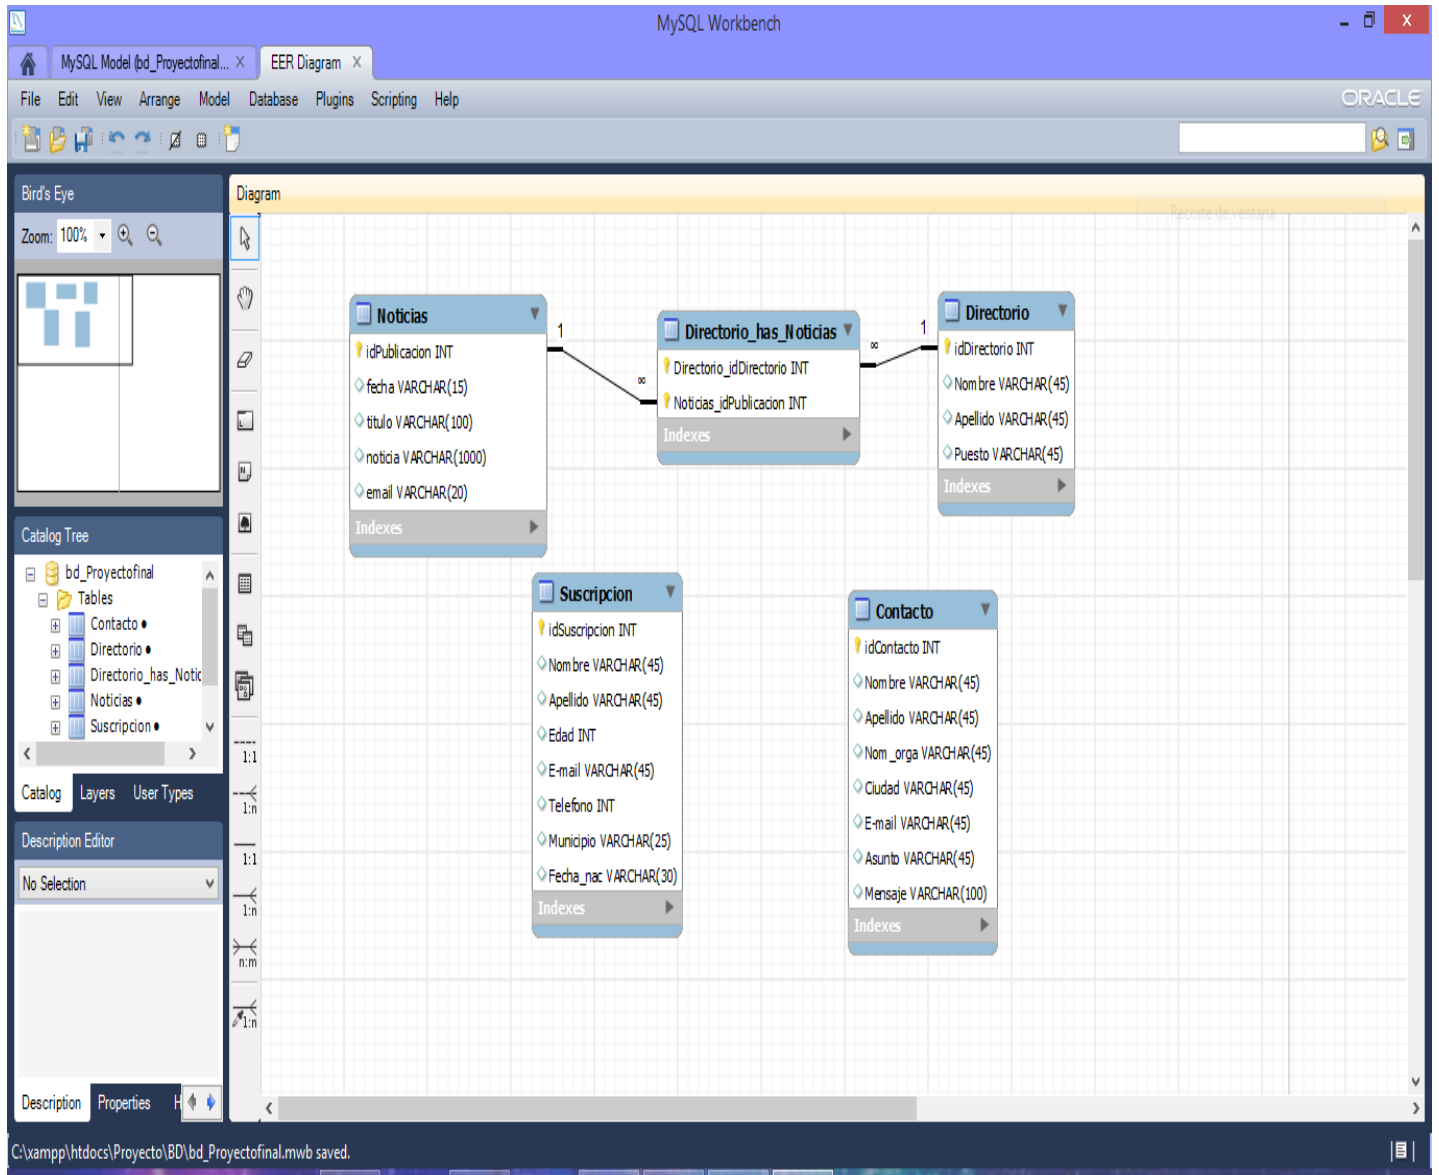 MySQL Workbench
MySQL Model (bd_Proyectofinal...
EER Diagram
File Edit View Arrange Model Database Plugins Scripting Help
ORACLE
Bird's Eye
Zoom: 100%
Diagram
Recorte de ventana
Noticias
idPublicacion INT
fecha VARCHAR(15)
titulo VARCHAR(100)
noticia VARCHAR(1000)
email VARCHAR(20)
Indexes
1
∞
Directorio_has_Noticias
Directorio_idDirectorio INT
Noticias_idPublicacion INT
Indexes
∞
1
Directorio
idDirectorio INT
Nombre VARCHAR(45)
Apellido VARCHAR(45)
Puesto VARCHAR(45)
Indexes
Suscripcion
idSuscripcion INT
Nombre VARCHAR(45)
Apellido VARCHAR(45)
Edad INT
E-mail VARCHAR(45)
Telefono INT
Municipio VARCHAR(25)
Fecha_nac VARCHAR(30)
Indexes
Contacto
idContacto INT
Nombre VARCHAR(45)
Apellido VARCHAR(45)
Nom_orga VARCHAR(45)
Ciudad VARCHAR(45)
E-mail VARCHAR(45)
Asunto VARCHAR(45)
Mensaje VARCHAR(100)
Indexes
Catalog Tree
bd_Proyectofinal
Tables
Contacto
Directorio
Directorio_has_Notic
Noticias
Suscripcion
Catalog Layers User Types
Description Editor
No Selection
Description Properties H
1:1
1:n
1:1
1:n
n:m
1:n
C:\xampp\htdocs\Proyecto\BD\bd_Proyectofinal.mwb saved.